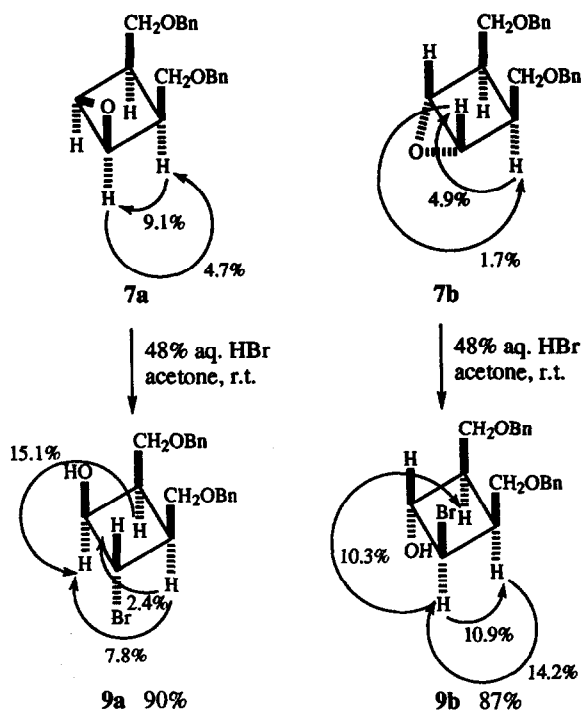 CH₂OBn
CH₂OBn
O
H
H
H
H
9.1%
4.7%
7a
48% aq. HBr
acetone, r.t.
CH₂OBn
15.1%
HO
CH₂OBn
H
H
H
H
Br
2.4%
7.8%
9a 90%
CH₂OBn
H
CH₂OBn
H
H
O
H
4.9%
1.7%
7b
48% aq. HBr
acetone, r.t.
CH₂OBn
H
CH₂OBn
Br
H
OH
10.3%
H
H
10.9%
14.2%
9b 87%